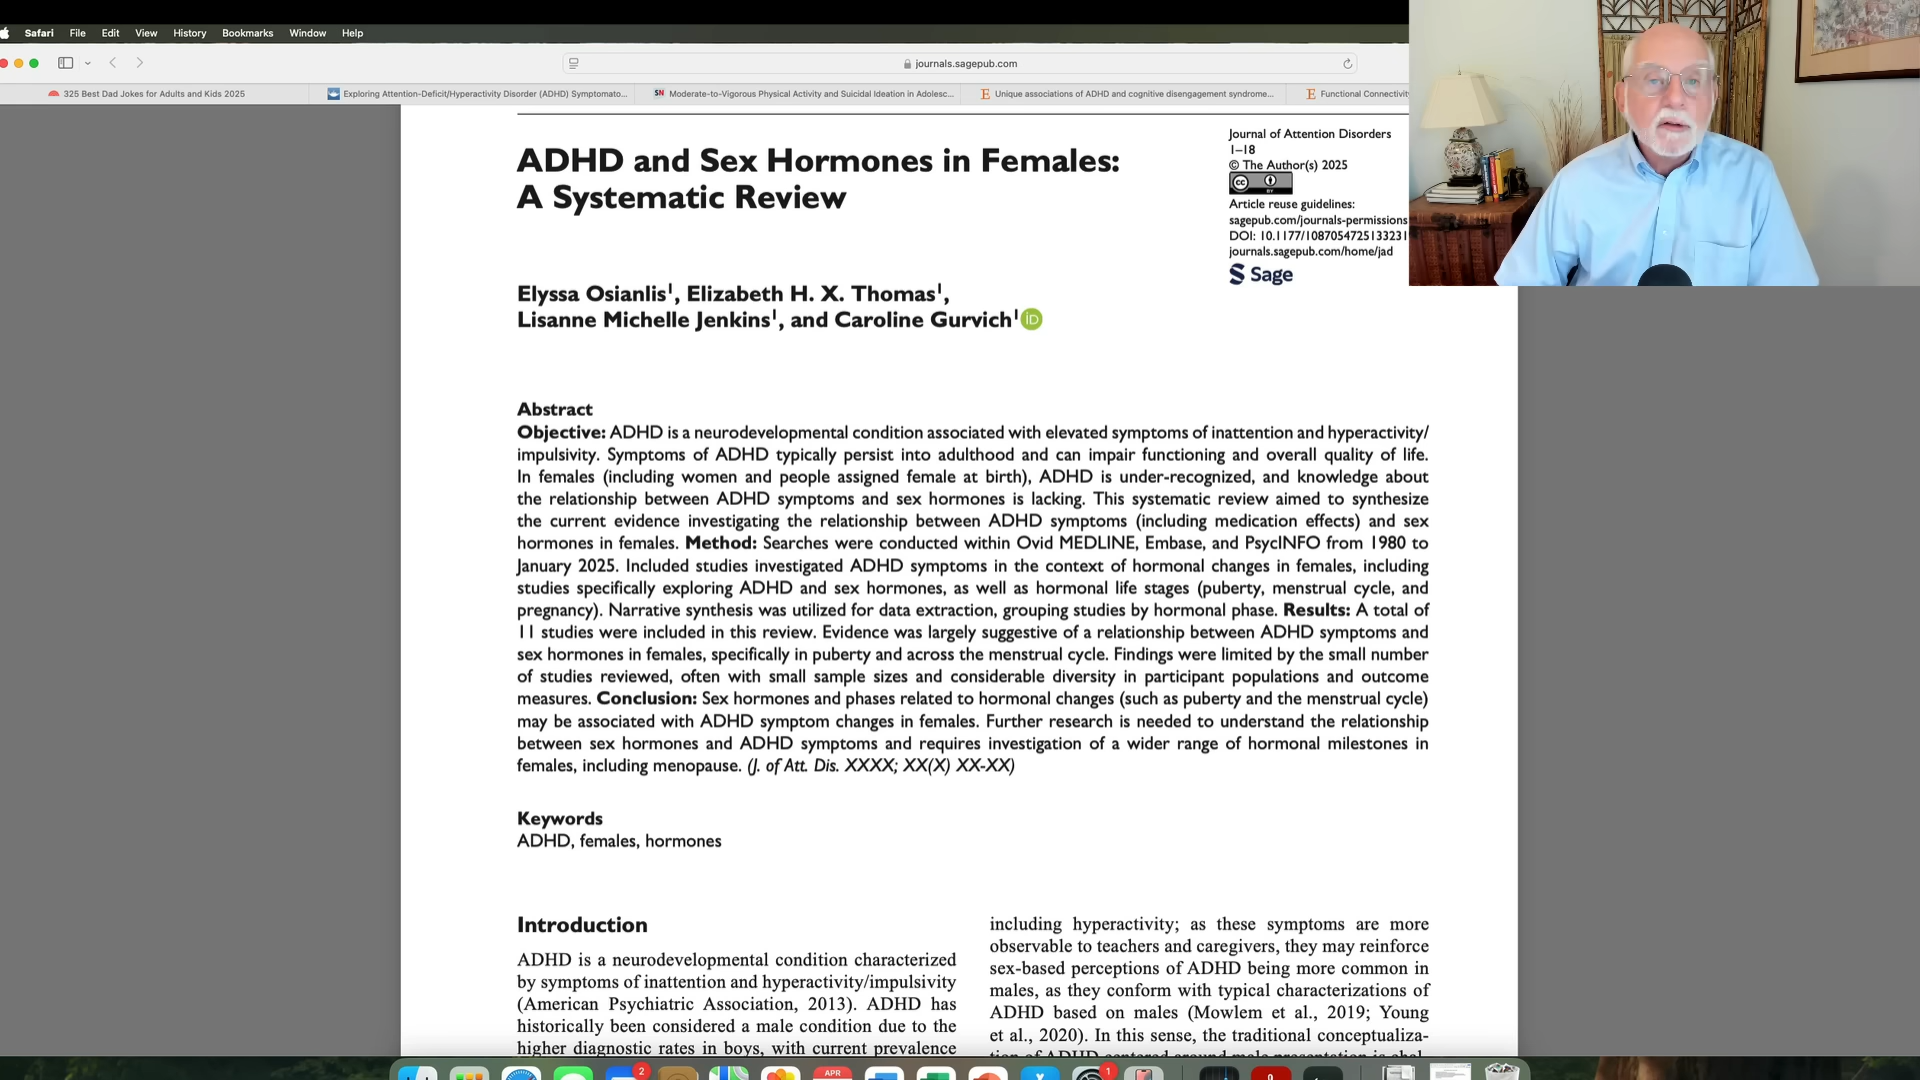 Safari File Edit View History Bookmarks Window Help
journals.sagepub.com
325 Best Dad Jokes for Adults and Kids 2025
Exploring Attention-Deficit/Hyperactivity Disorder (ADHD) Symptomato...
SN Moderate-to-Vigorous Physical Activity and Suicidal Ideation in Adolesc...
E Unique associations of ADHD and cognitive disengagement syndrome...
E Functional Connectivity
ADHD and Sex Hormones in Females:
A Systematic Review
Journal of Attention Disorders
1–18
© The Author(s) 2025
cc BY
Article reuse guidelines:
sagepub.com/journals-permissions
DOI: 10.1177/1087054725133231
journals.sagepub.com/home/jad
Sage
Elyssa Osianlis¹, Elizabeth H. X. Thomas¹,
Lisanne Michelle Jenkins¹, and Caroline Gurvich¹ iD
Abstract
Objective: ADHD is a neurodevelopmental condition associated with elevated symptoms of inattention and hyperactivity/
impulsivity. Symptoms of ADHD typically persist into adulthood and can impair functioning and overall quality of life.
In females (including women and people assigned female at birth), ADHD is under-recognized, and knowledge about
the relationship between ADHD symptoms and sex hormones is lacking. This systematic review aimed to synthesize
the current evidence investigating the relationship between ADHD symptoms (including medication effects) and sex
hormones in females. Method: Searches were conducted within Ovid MEDLINE, Embase, and PsycINFO from 1980 to
January 2025. Included studies investigated ADHD symptoms in the context of hormonal changes in females, including
studies specifically exploring ADHD and sex hormones, as well as hormonal life stages (puberty, menstrual cycle, and
pregnancy). Narrative synthesis was utilized for data extraction, grouping studies by hormonal phase. Results: A total of
11 studies were included in this review. Evidence was largely suggestive of a relationship between ADHD symptoms and
sex hormones in females, specifically in puberty and across the menstrual cycle. Findings were limited by the small number
of studies reviewed, often with small sample sizes and considerable diversity in participant populations and outcome
measures. Conclusion: Sex hormones and phases related to hormonal changes (such as puberty and the menstrual cycle)
may be associated with ADHD symptom changes in females. Further research is needed to understand the relationship
between sex hormones and ADHD symptoms and requires investigation of a wider range of hormonal milestones in
females, including menopause. (J. of Att. Dis. XXXX; XX(X) XX-XX)
Keywords
ADHD, females, hormones
Introduction
ADHD is a neurodevelopmental condition characterized
by symptoms of inattention and hyperactivity/impulsivity
(American Psychiatric Association, 2013). ADHD has
historically been considered a male condition due to the
higher diagnostic rates in boys, with current prevalence
including hyperactivity; as these symptoms are more
observable to teachers and caregivers, they may reinforce
sex-based perceptions of ADHD being more common in
males, as they conform with typical characterizations of
ADHD based on males (Mowlem et al., 2019; Young
et al., 2020). In this sense, the traditional conceptualiza-
2
APR
1